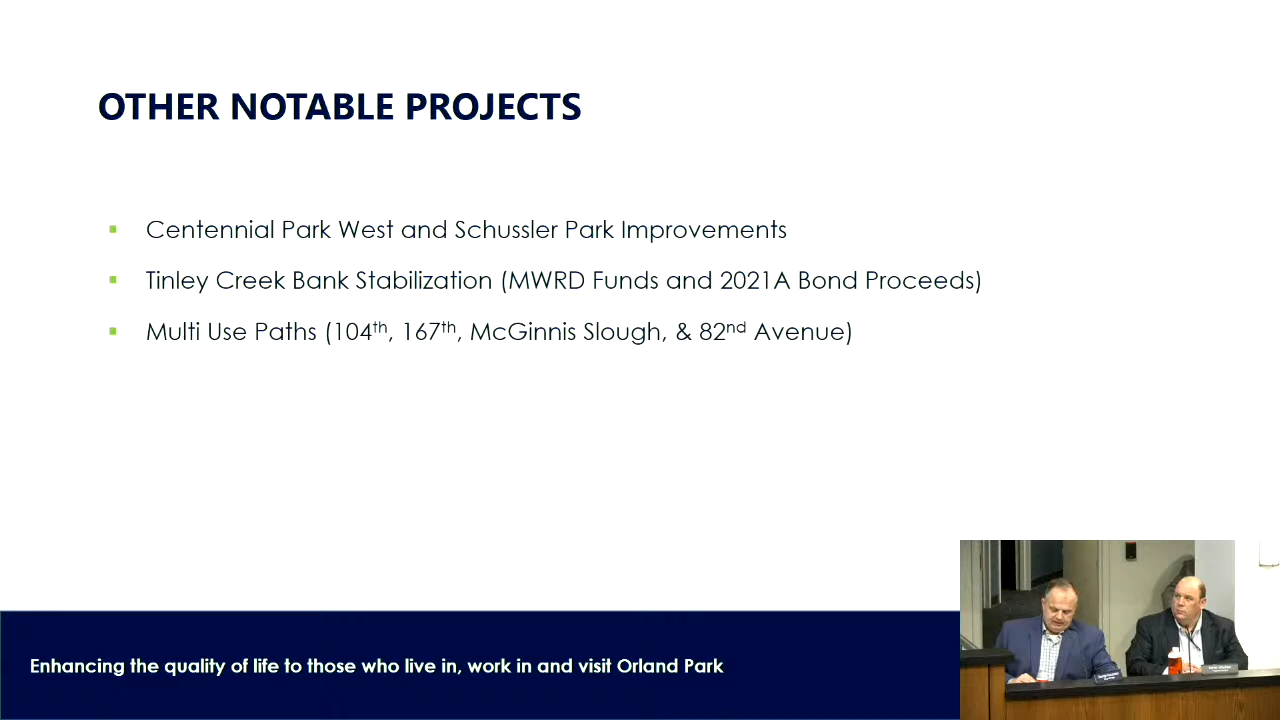 OTHER NOTABLE PROJECTS
Centennial Park West and Schussler Park Improvements
Tinley Creek Bank Stabilization (MWRD Funds and 2021A Bond Proceeds)
Multi Use Paths (104th, 167th, McGinnis Slough, & 82nd Avenue)
Enhancing the quality of life to those who live in, work in and visit Orland Park